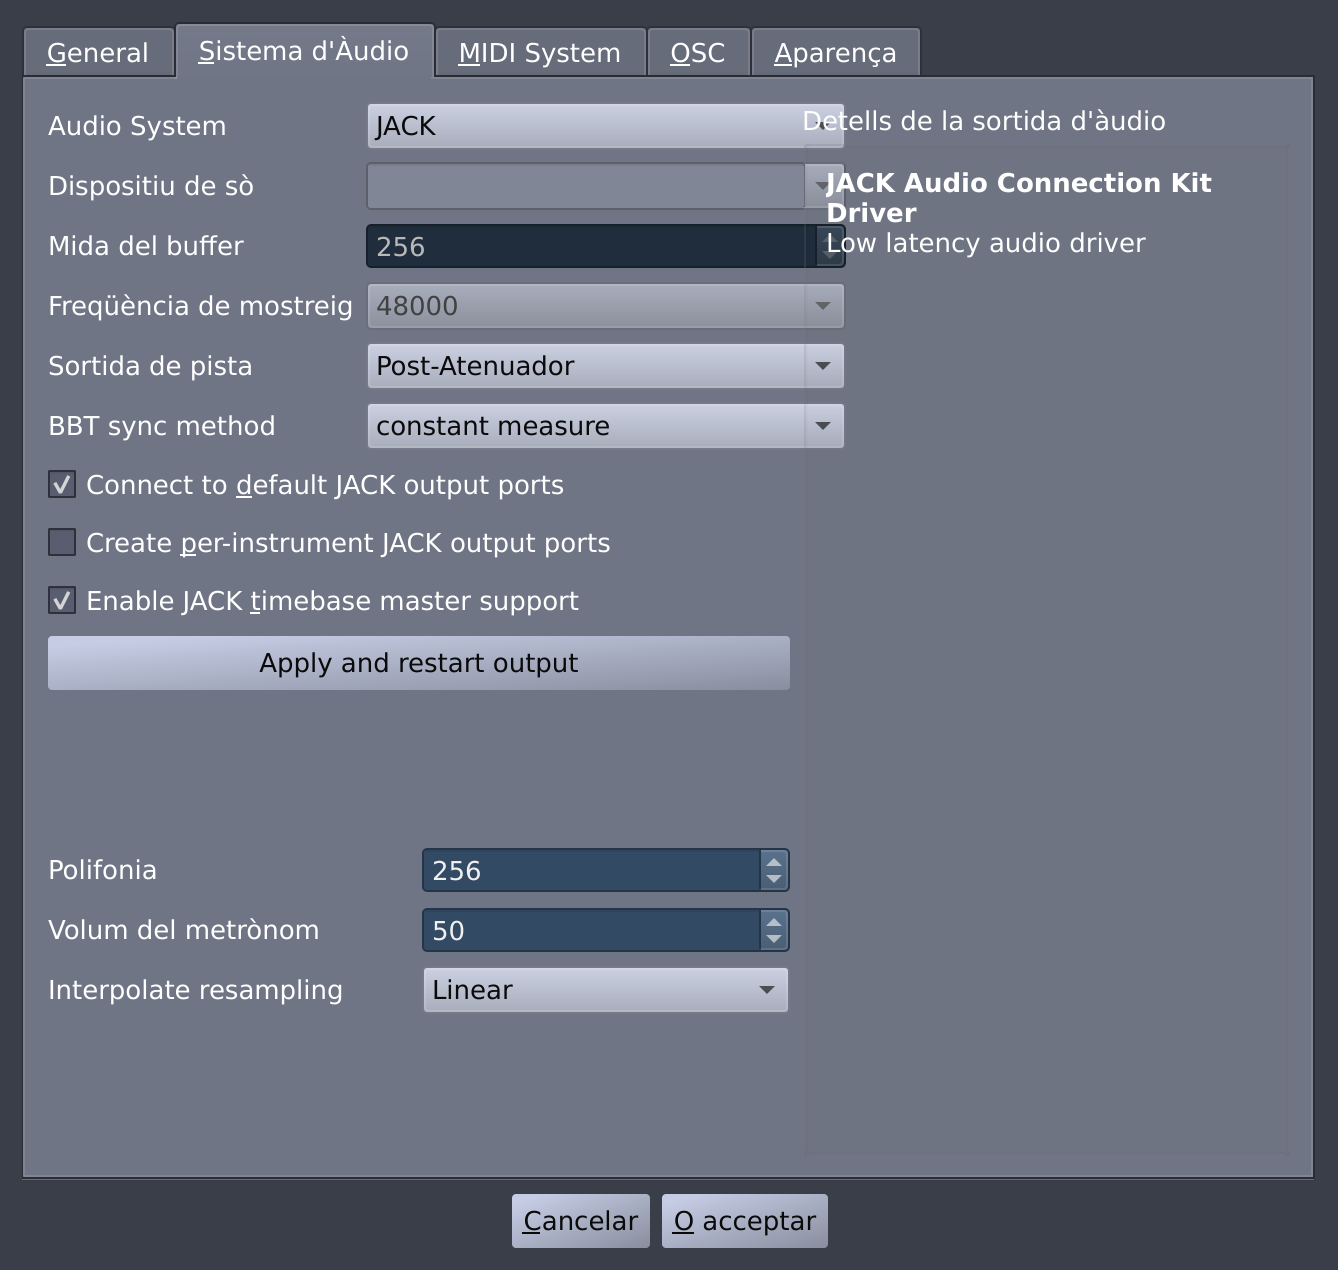 General
Sistema d'Àudio
MIDI System
OSC
Aparença
Audio System
JACK
Dispositiu de sò
Mida del buffer
256
Freqüència de mostreig
48000
Sortida de pista
Post-Atenuador
BBT sync method
constant measure
Connect to default JACK output ports
Create per-instrument JACK output ports
Enable JACK timebase master support
Apply and restart output
Polifonia
256
Volum del metrònom
50
Interpolate resampling
Linear
Detells de la sortida d'àudio
JACK Audio Connection Kit
Driver
Low latency audio driver
Cancelar
O acceptar